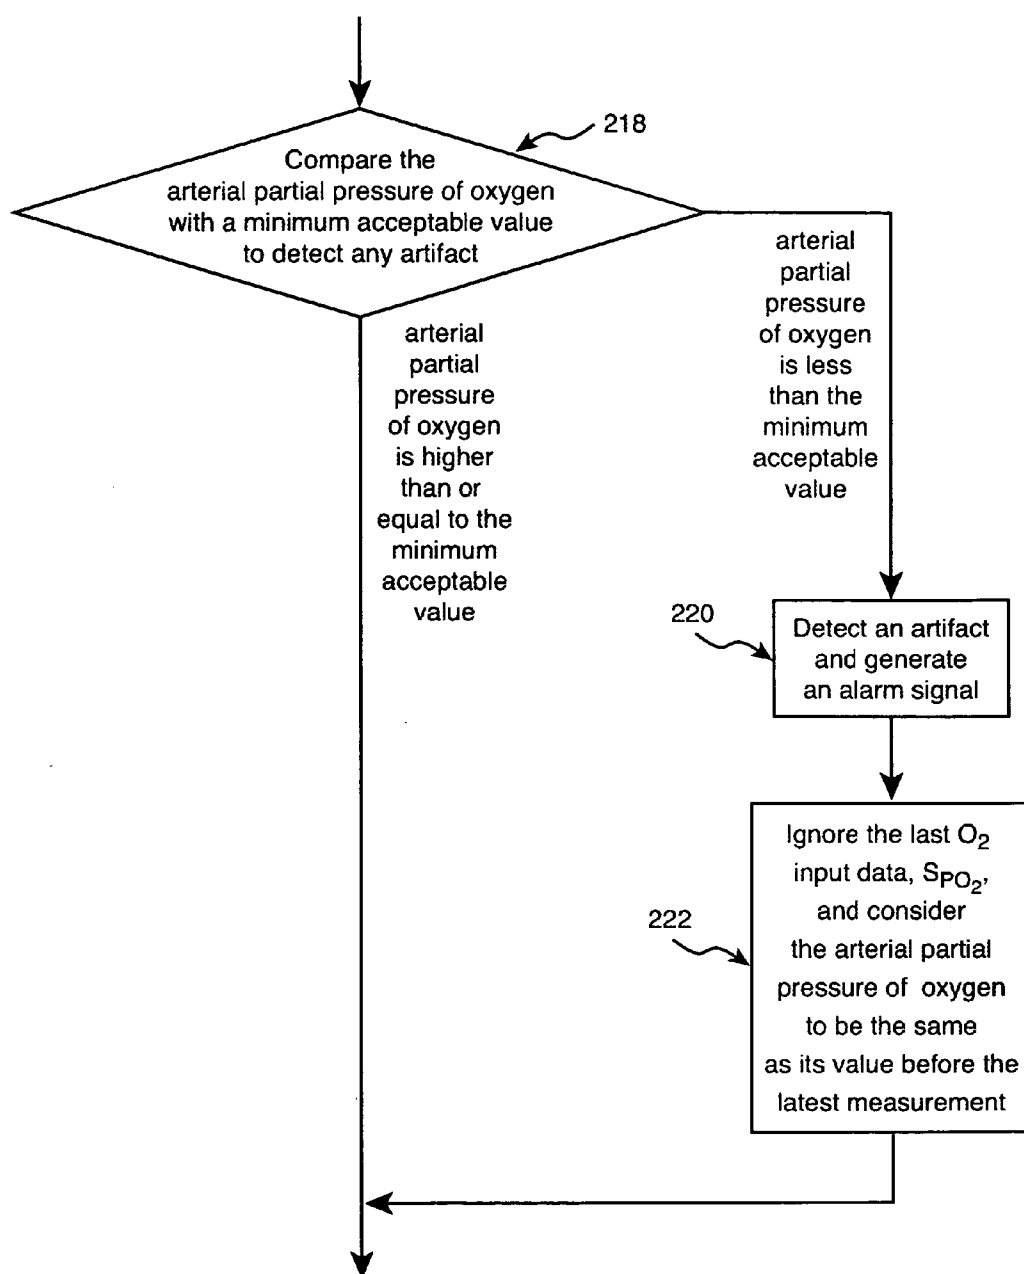 218
Compare the
arterial partial pressure of oxygen
with a minimum acceptable value
to detect any artifact
arterial
partial
pressure
of oxygen
is higher
than or
equal to the
minimum
acceptable
value
arterial
partial
pressure
of oxygen
is less
than the
minimum
acceptable
value
220
Detect an artifact
and generate
an alarm signal
222
Ignore the last O2
input data, SPO2,
and consider
the arterial partial
pressure of oxygen
to be the same
as its value before the
latest measurement